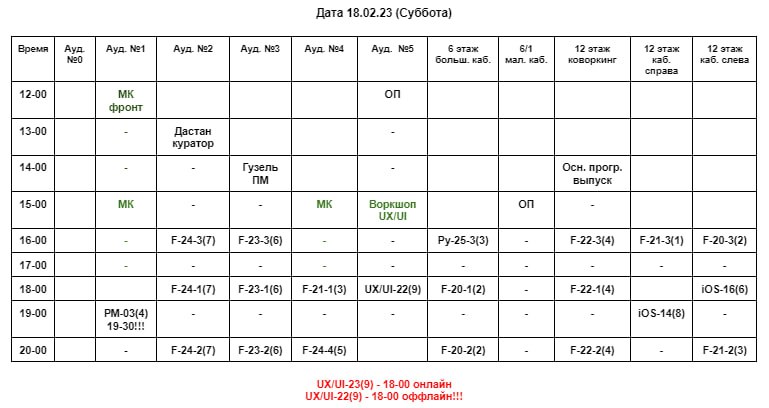 Дата 18.02.23 (Суббота)
Время Ауд. №0 Ауд. №1 Ауд. №2 Ауд. №3 Ауд. №4 Ауд. №5 6 этаж больш. каб. 6/1 мал. каб. 12 этаж коворкинг 12 этаж каб. справа 12 этаж каб. слева
12-00 МК фронт ОП
13-00 - Дастан куратор -
14-00 - - Гузель ПМ - Осн. прогр. выпуск
15-00 МК - - МК Воркшоп UX/UI ОП -
16-00 - F-24-3(7) F-23-3(6) - - Py-25-3(3) - F-22-3(4) F-21-3(1) F-20-3(2)
17-00 - - - - - - - - - -
18-00 F-24-1(7) F-23-1(6) F-21-1(3) UX/UI-22(9) F-20-1(2) - F-22-1(4) iOS-16(6)
19-00 PM-03(4) 19-30!!! - - - - - - - iOS-14(8) -
20-00 - F-24-2(7) F-23-2(6) F-24-4(5) F-20-2(2) - F-22-2(4) - F-21-2(3)
UX/UI-23(9) - 18-00 онлайн
UX/UI-22(9) - 18-00 оффлайн!!!